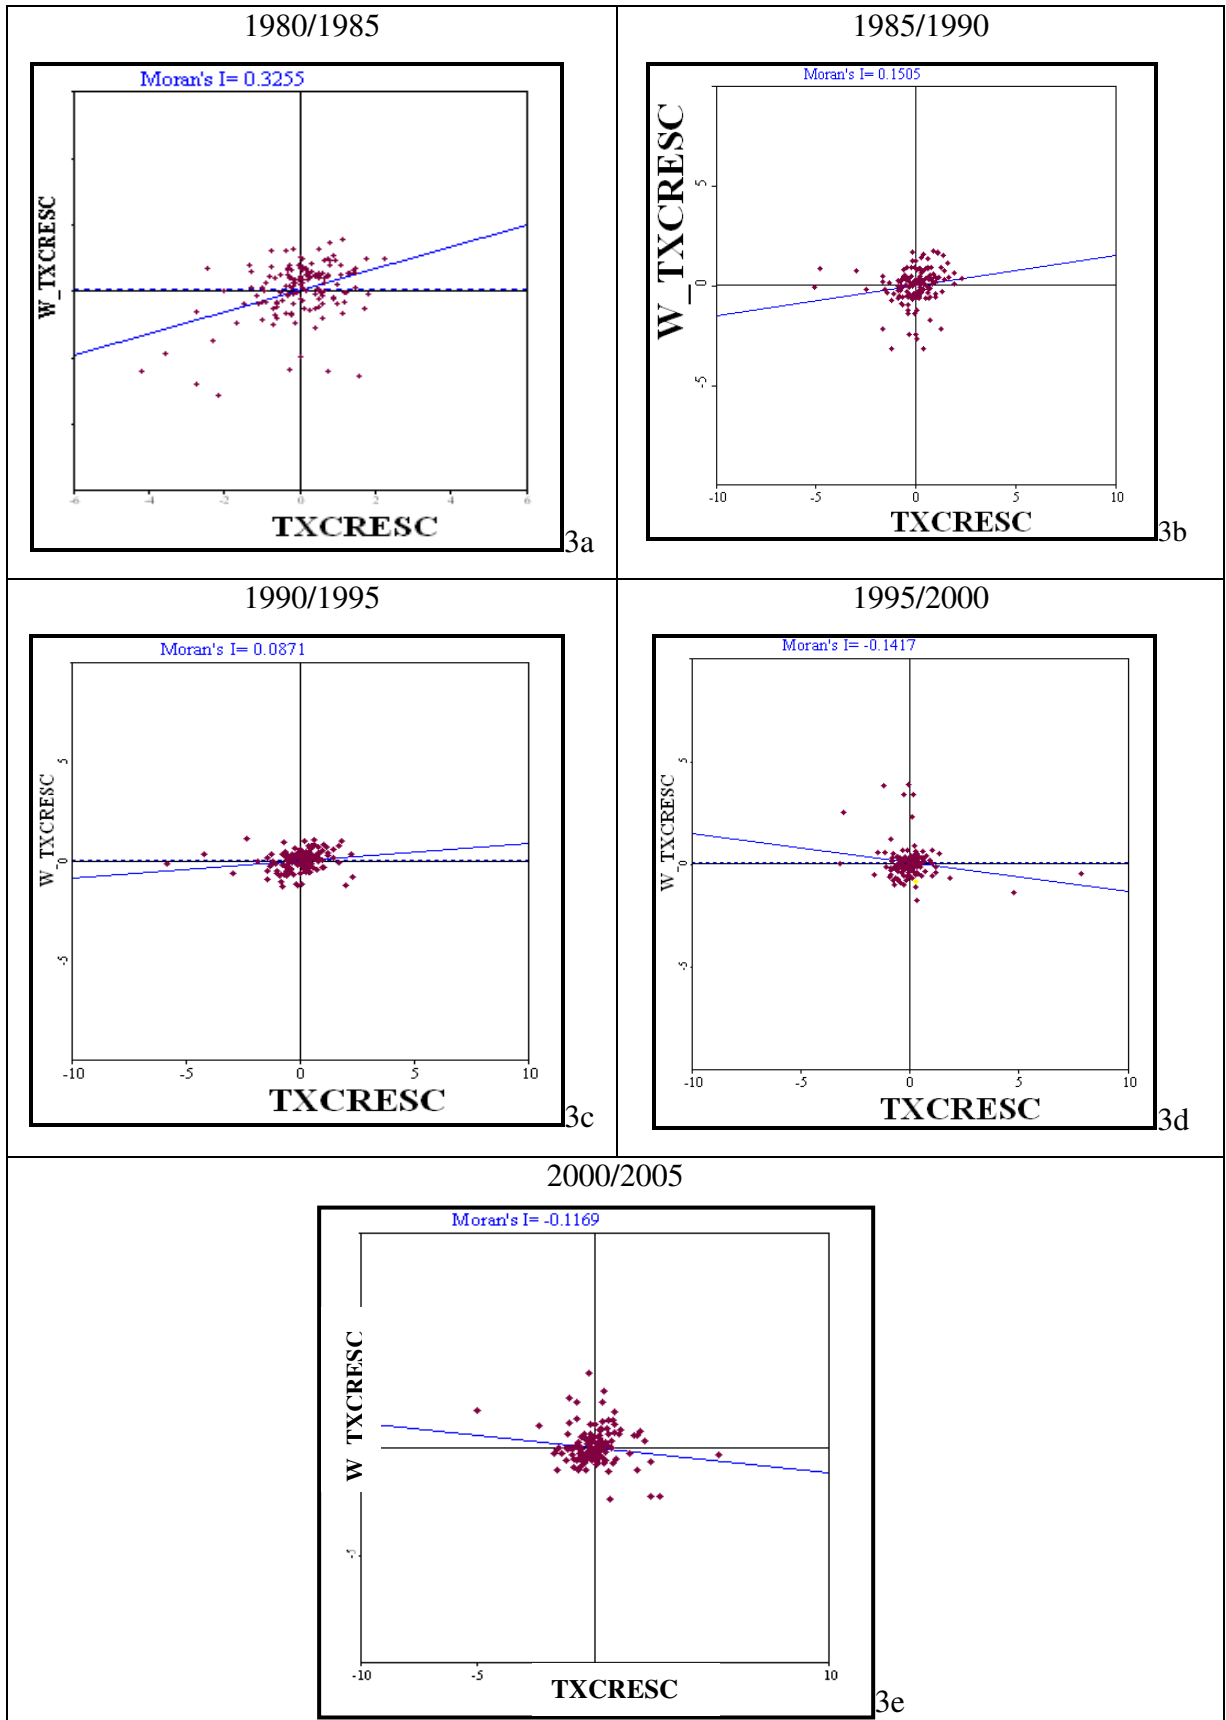 1980/1985
Moran's I= 0.3255
W_TXCRESC
-6 -4 -2 0 2 4 6
TXCRESC
3a
1985/1990
Moran's I= 0.1505
W_TXCRESC
5
0
-5
-10 -5 0 5 10
TXCRESC
3b
1990/1995
Moran's I= 0.0871
W_TXCRESC
5
0
-5
-10 -5 0 5 10
TXCRESC
3c
1995/2000
Moran's I= -0.1417
W_TXCRESC
5
0
-5
-10 -5 0 5 10
TXCRESC
3d
2000/2005
Moran's I= -0.1169
W TXCRESC
-5
-10 -5 10
TXCRESC
3e